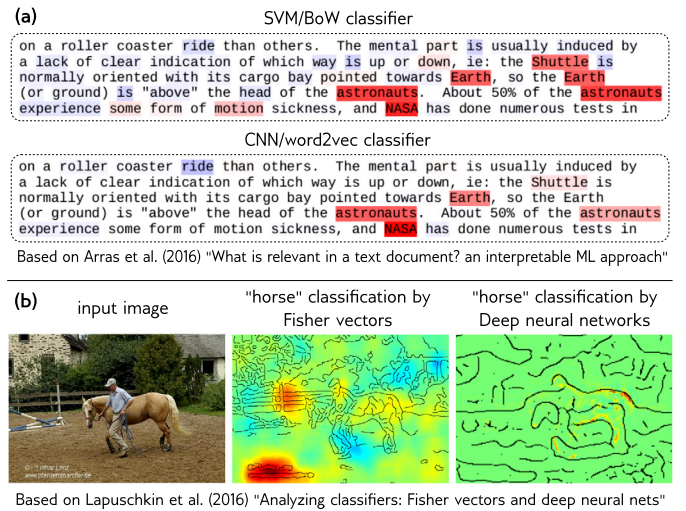 (a)
SVM/BoW classifier
on a roller coaster ride than others. The mental part is usually induced by
a lack of clear indication of which way is up or down, ie: the Shuttle is
normally oriented with its cargo bay pointed towards Earth, so the Earth
(or ground) is "above" the head of the astronauts. About 50% of the astronauts
experience some form of motion sickness, and NASA has done numerous tests in
CNN/word2vec classifier
on a roller coaster ride than others. The mental part is usually induced by
a lack of clear indication of which way is up or down, ie: the Shuttle is
normally oriented with its cargo bay pointed towards Earth, so the Earth
(or ground) is "above" the head of the astronauts. About 50% of the astronauts
experience some form of motion sickness, and NASA has done numerous tests in
Based on Arras et al. (2016) "What is relevant in a text document? an interpretable ML approach"
(b)
input image
"horse" classification by
Fisher vectors
"horse" classification by
Deep neural networks
Lothar Lenz
Based on Lapuschkin et al. (2016) "Analyzing classifiers: Fisher vectors and deep neural nets"